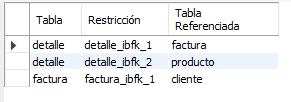 Tabla Restricción Tabla Referenciada
detalle detalle_ibfk_1 factura
detalle detalle_ibfk_2 producto
factura factura_ibfk_1 cliente